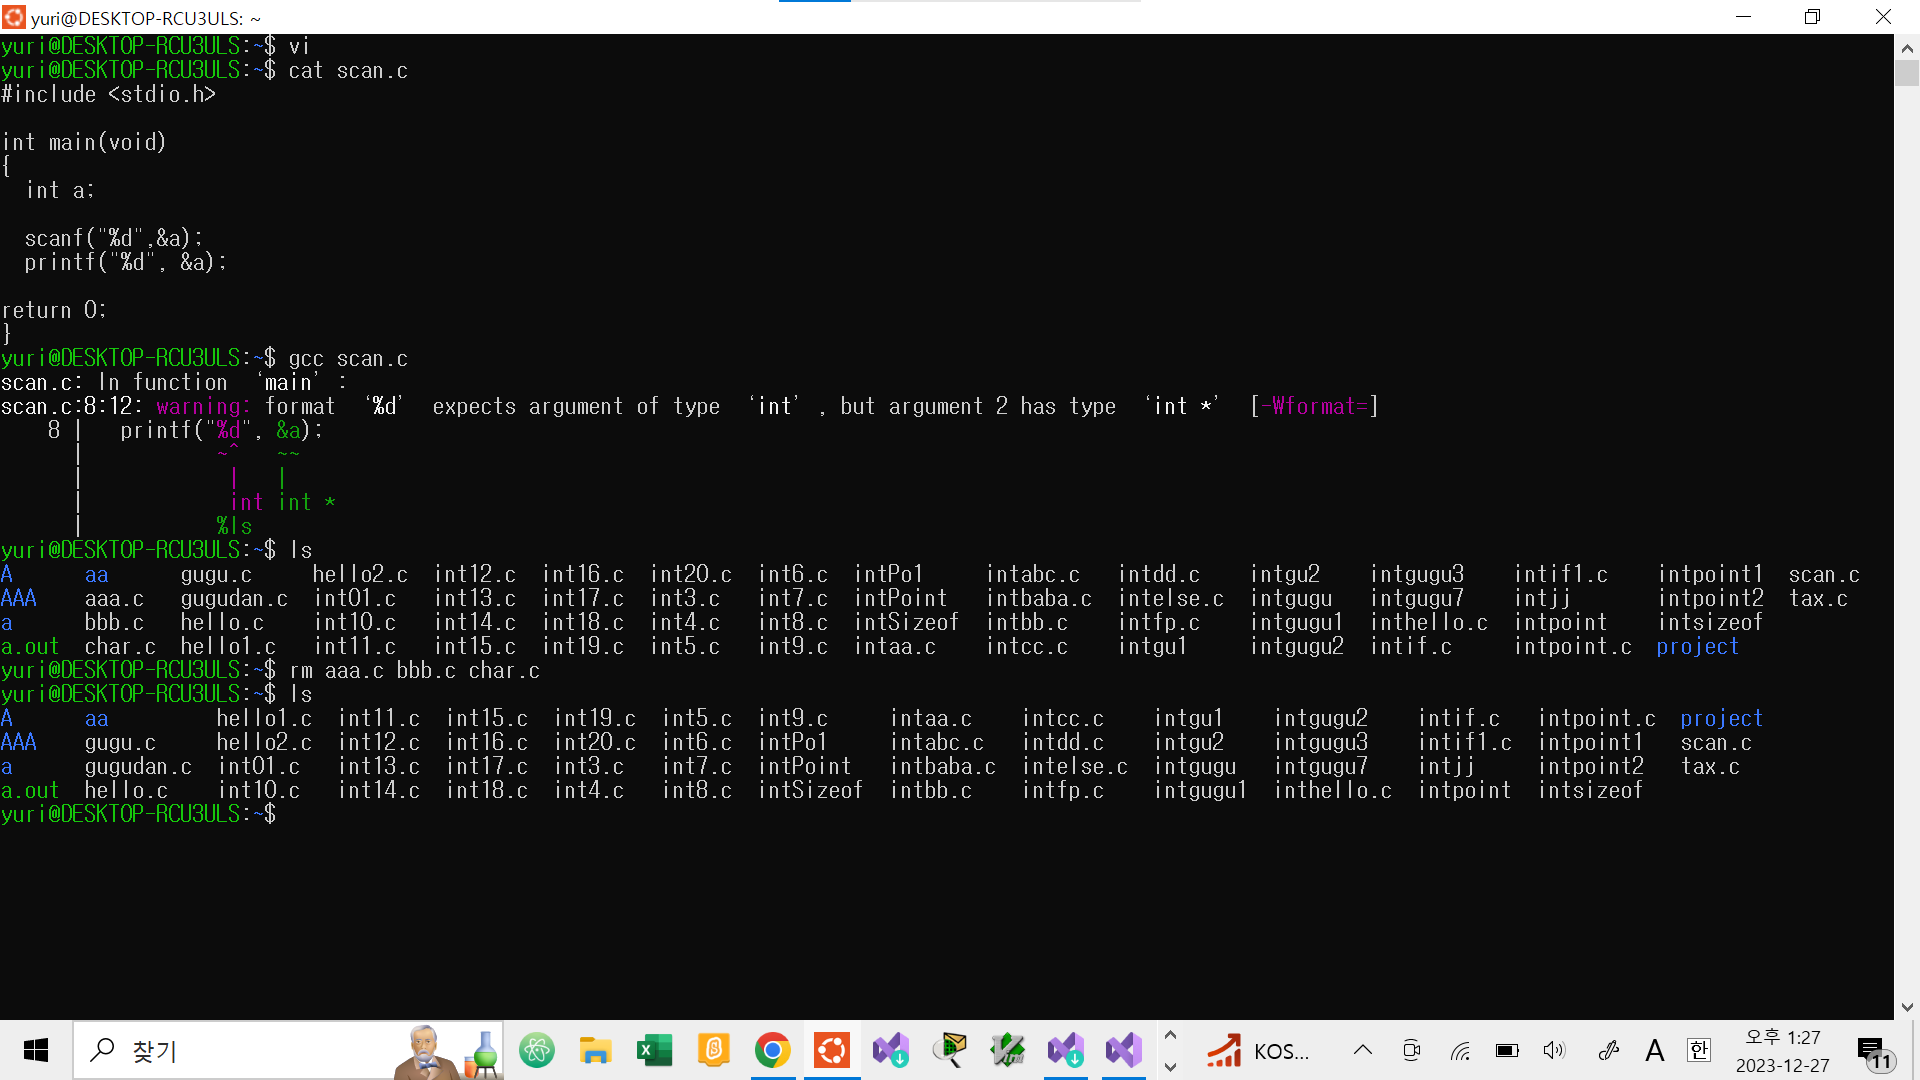 yuri@DESKTOP-RCU3ULS: ~
yuri@DESKTOP-RCU3ULS:~$ vi
yuri@DESKTOP-RCU3ULS:~$ cat scan.c
#include <stdio.h>
int main(void)
{
  int a;
  scanf("%d",&a);
  printf("%d", &a);
return 0;
}
yuri@DESKTOP-RCU3ULS:~$ gcc scan.c
scan.c: In function ‘main’:
scan.c:8:12: warning: format ‘%d’ expects argument of type ‘int’, but argument 2 has type ‘int *’ [-Wformat=]
    8 |   printf("%d", &a);
      |           ~^   ~~
      |            |   |
      |            int int *
      |           %ls
yuri@DESKTOP-RCU3ULS:~$ ls
A      aa      gugu.c     hello2.c  int12.c  int16.c  int20.c  int6.c  intPo1     intabc.c   intdd.c    intgu2    intgugu3    intif1.c    intpoint1  scan.c
AAA    aaa.c   gugudan.c  int01.c   int13.c  int17.c  int3.c   int7.c  intPoint   intbaba.c  intelse.c  intgugu   intgugu7    intjj       intpoint2  tax.c
a      bbb.c   hello.c    int10.c   int14.c  int18.c  int4.c   int8.c  intSizeof  intbb.c    intfp.c    intgugu1  inthello.c  intpoint    intsizeof
a.out  char.c  hello1.c   int11.c   int15.c  int19.c  int5.c   int9.c  intaa.c    intcc.c    intgu1     intgugu2  intif.c     intpoint.c  project
yuri@DESKTOP-RCU3ULS:~$ rm aaa.c bbb.c char.c
yuri@DESKTOP-RCU3ULS:~$ ls
A      aa         hello1.c  int11.c  int15.c  int19.c  int5.c  int9.c     intaa.c    intcc.c    intgu1    intgugu2    intif.c   intpoint.c  project
AAA    gugu.c     hello2.c  int12.c  int16.c  int20.c  int6.c  intPo1     intabc.c   intdd.c    intgu2    intgugu3    intif1.c  intpoint1   scan.c
a      gugudan.c  int01.c   int13.c  int17.c  int3.c   int7.c  intPoint   intbaba.c  intelse.c  intgugu   intgugu7    intjj     intpoint2   tax.c
a.out  hello.c    int10.c   int14.c  int18.c  int4.c   int8.c  intSizeof  intbb.c    intfp.c    intgugu1  inthello.c  intpoint  intsizeof
yuri@DESKTOP-RCU3ULS:~$
찾기
KOS...
A
한
오후 1:27
2023-12-27
11